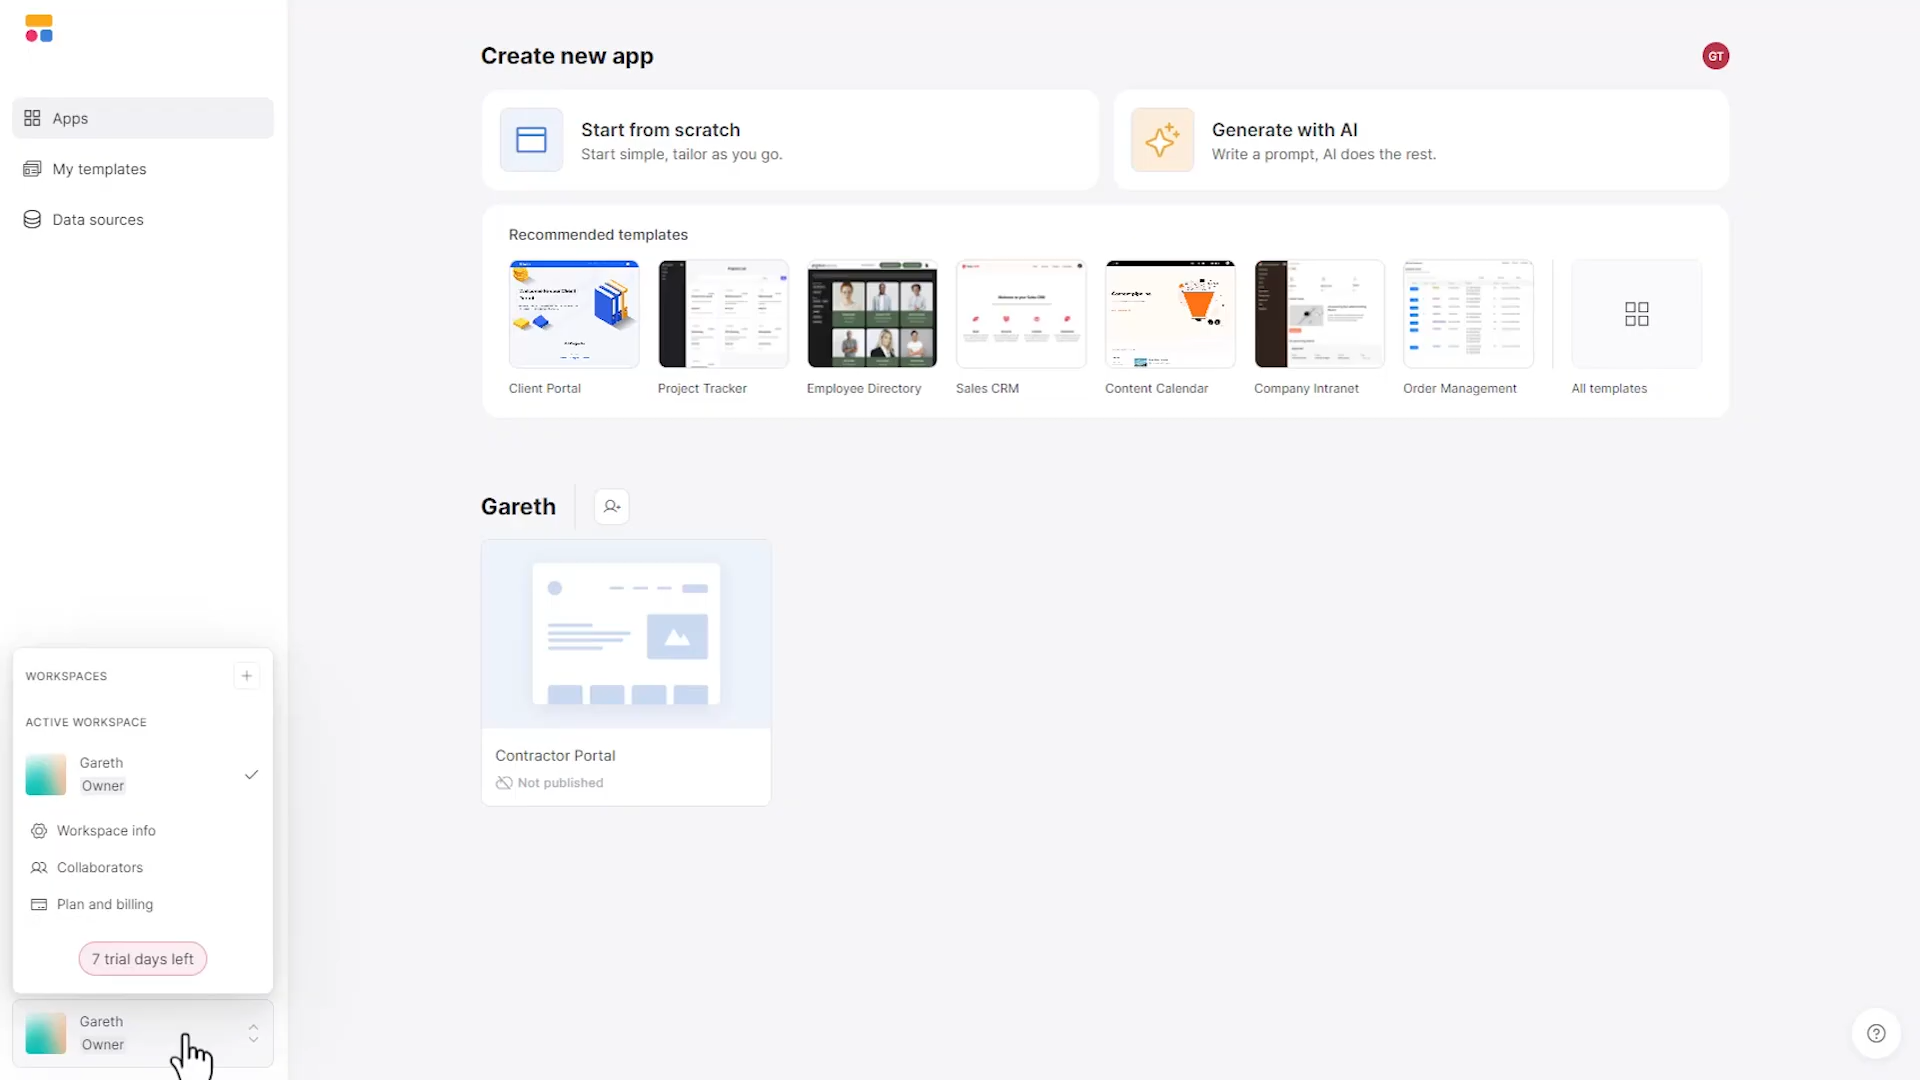 Apps
My templates
Data sources
Create new app
GT
Start from scratch
Start simple, tailor as you go.
Generate with AI
Write a prompt, AI does the rest.
Recommended templates
Client Portal
Project Tracker
Employee Directory
Sales CRM
Content Calendar
Company Intranet
Order Management
All templates
Gareth
Contractor Portal
Not published
WORKSPACES
ACTIVE WORKSPACE
Gareth
Owner
Workspace info
Collaborators
Plan and billing
7 trial days left
Gareth
Owner